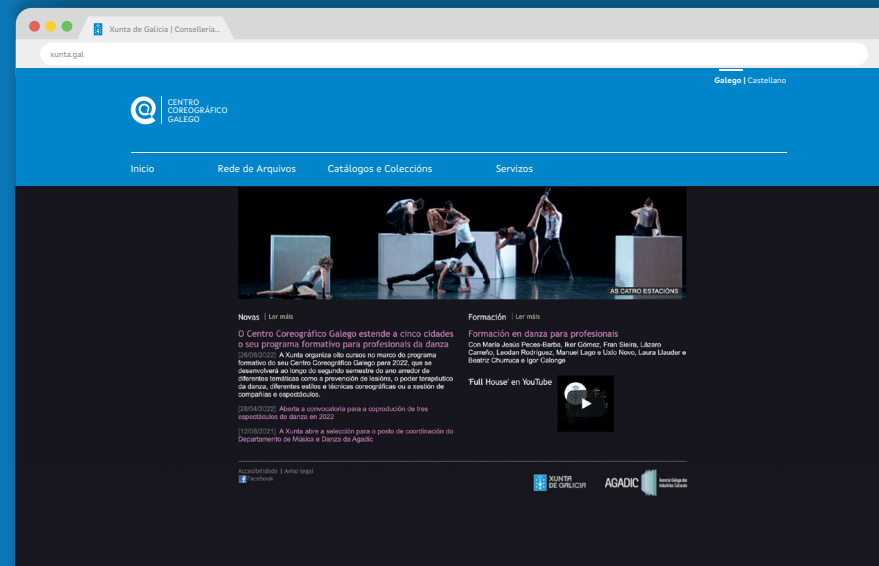 Xunta de Galicia | Consellería...
xunta.gal
Galego | Castellano
CENTRO
COREOGRÁFICO
GALEGO
Inicio
Rede de Arquivos
Catálogos e Coleccións
Servizos
AS CATRO ESTACIÓNS
Novas | Ler máis
O Centro Coreográfico Galego estende a cinco cidades
o seu programa formativo para profesionais da danza
[26/06/2022] A Xunta organiza oito cursos no marco do programa
formativo do seu Centro Coreográfico Galego para 2022, que se
desenvolverá ao longo do segundo semestre do ano arredor de
diferentes temáticas como a prevención de lesións, o poder terapéutico
da danza, diferentes estilos e técnicas coreográficas ou a xestión de
compañías e espectáculos.
[28/04/2022] Aberta a convocatoria para a coprodución de tres
espectáculos de danza en 2022
[12/08/2021] A Xunta abre a selección para o posto de coordinación do
Departamento de Música e Danza da Agadic
Formación | Ler máis
Formación en danza para profesionais
Con María Jesús Peces-Barba, Iker Gómez, Fran Sieira, Lázaro
Carreño, Leodan Rodríguez, Manuel Lago e Uxío Novo, Laura Llauder e
Beatriz Churruca e Igor Calonge
'Full House' en YouTube
Accesibilidade | Aviso legal
Facebook
XUNTA
DE GALICIA
AGADIC
Axencia Galega das
Industrias Culturais